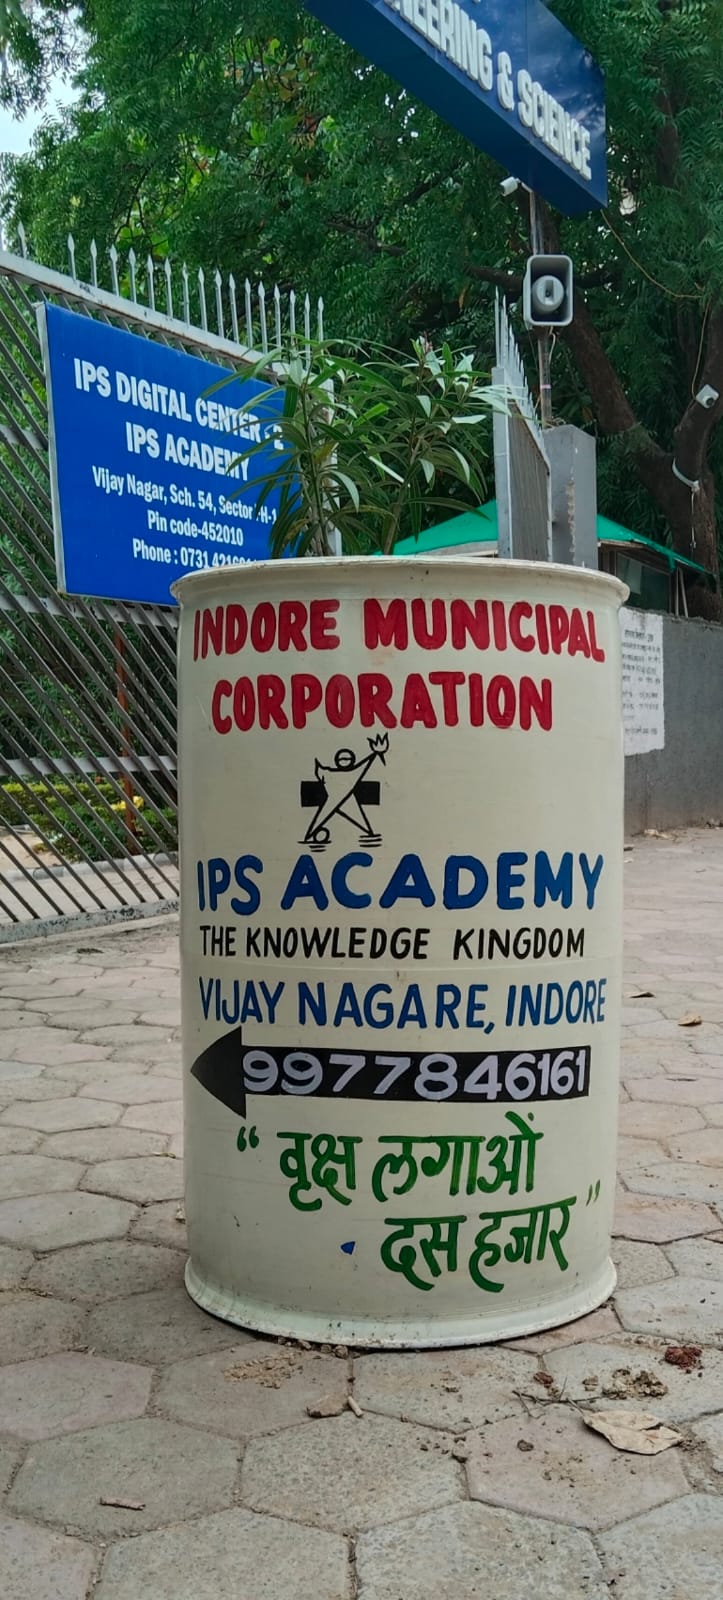 EERING & SCIENCE
IPS DIGITAL CENTER
IPS ACADEMY
Vijay Nagar, Sch. 54, Sector
Pin code-452010
Phone : 0731
INDORE MUNICIPAL
CORPORATION
IPS ACADEMY
THE KNOWLEDGE KINGDOM
VIJAY NAGARE, INDORE
9977846161
“ वृक्ष लगाओं
दस हजार ”